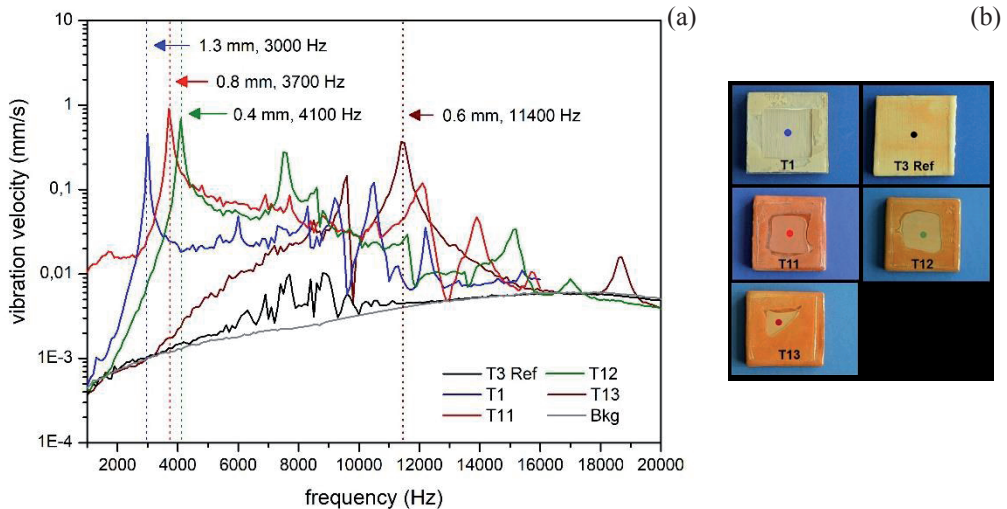 (a)
(b)
10
1
0,1
0,01
1E-3
1E-4
vibration velocity (mm/s)
1.3 mm, 3000 Hz
0.8 mm, 3700 Hz
0.4 mm, 4100 Hz
0.6 mm, 11400 Hz
T3 Ref T12
T1 T13
T11 Bkg
2000 4000 6000 8000 10000 12000 14000 16000 18000 20000
frequency (Hz)
T1 T3 Ref
T11 T12
T13